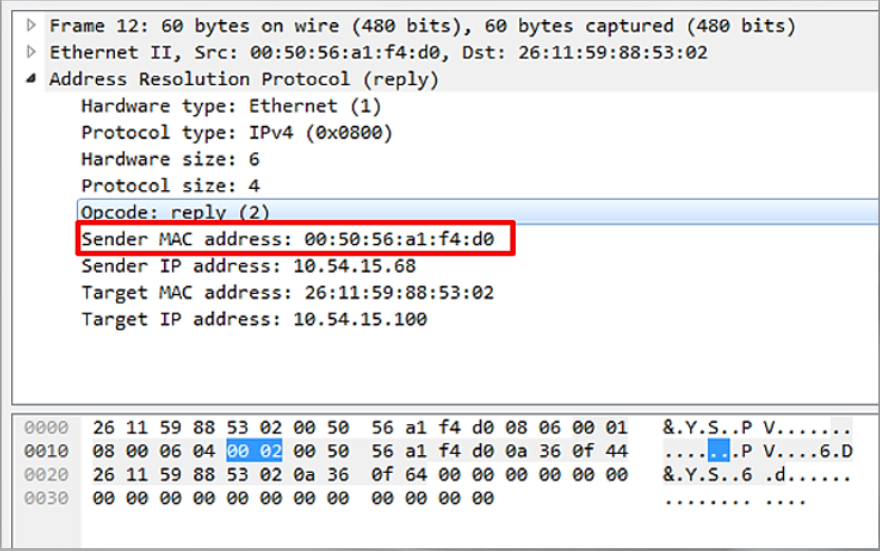 Frame 12: 60 bytes on wire (480 bits), 60 bytes captured (480 bits)
Ethernet II, Src: 00:50:56:a1:f4:d0, Dst: 26:11:59:88:53:02
Address Resolution Protocol (reply)
Hardware type: Ethernet (1)
Protocol type: IPv4 (0x0800)
Hardware size: 6
Protocol size: 4
Opcode: reply (2)
Sender MAC address: 00:50:56:a1:f4:d0
Sender IP address: 10.54.15.68
Target MAC address: 26:11:59:88:53:02
Target IP address: 10.54.15.100
0000 26 11 59 88 53 02 00 50 56 a1 f4 d0 08 06 00 01 &.Y.S..P V.......
0010 08 00 06 04 00 02 00 50 56 a1 f4 d0 0a 36 0f 44 .......P V....6.D
0020 26 11 59 88 53 02 0a 36 0f 64 00 00 00 00 00 00 &.Y.S..6 .d......
0030 00 00 00 00 00 00 00 00 00 00 00 00 ........ ....